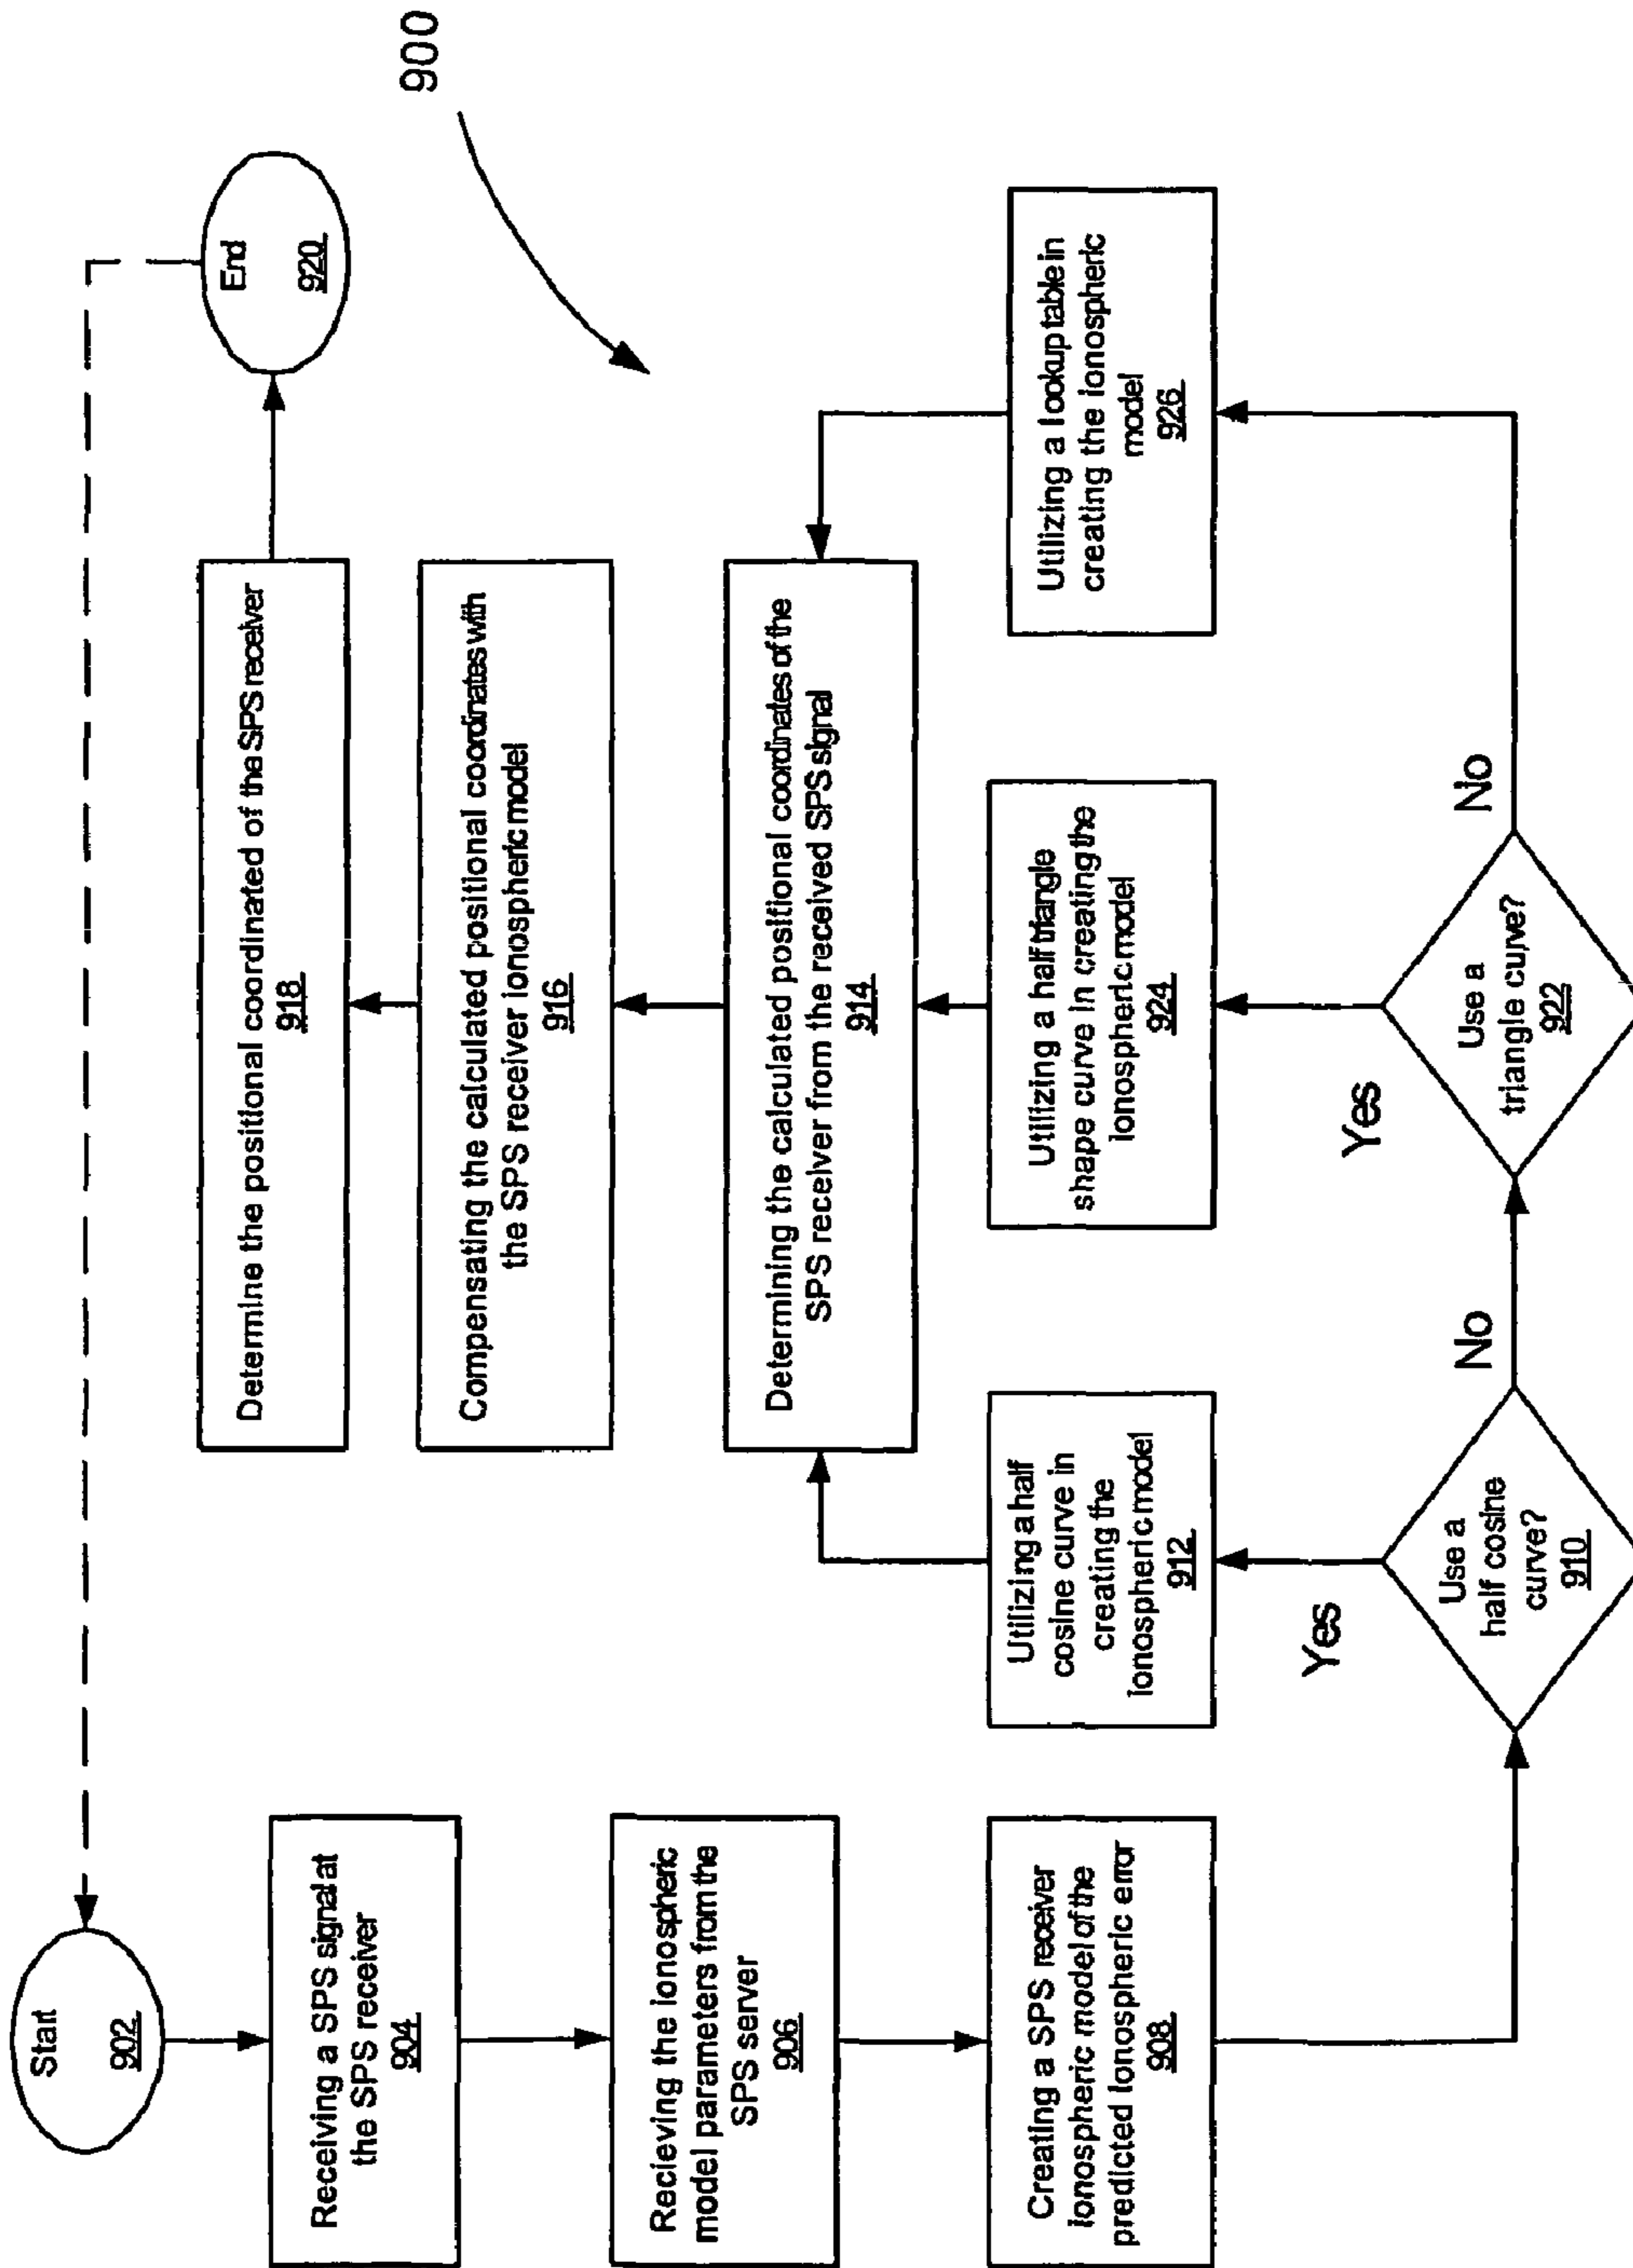 Start
902
Receiving a SPS signal at
the SPS receiver
904
Recieving the ionospheric
model parameters from the
SPS server
906
Creating a SPS receiver
ionospheric model of the
predicted ionospheric error
908
Use a
half cosine
curve?
910
Yes
No
Utilizing a half
cosine curve in
creating the
ionospheric model
912
Use a
triangle curve?
922
Yes
No
Utilizing a half triangle
shape curve in creating the
ionospheric model
924
Utilizing a lookup table in
creating the ionospheric
model
926
Determining the calculated positional coordinates of the
SPS receiver from the received SPS signal
914
Compensating the calculated positional coordinates with
the SPS receiver ionospheric model
916
Determine the positional coordinated of the SPS receiver
918
End
920
900